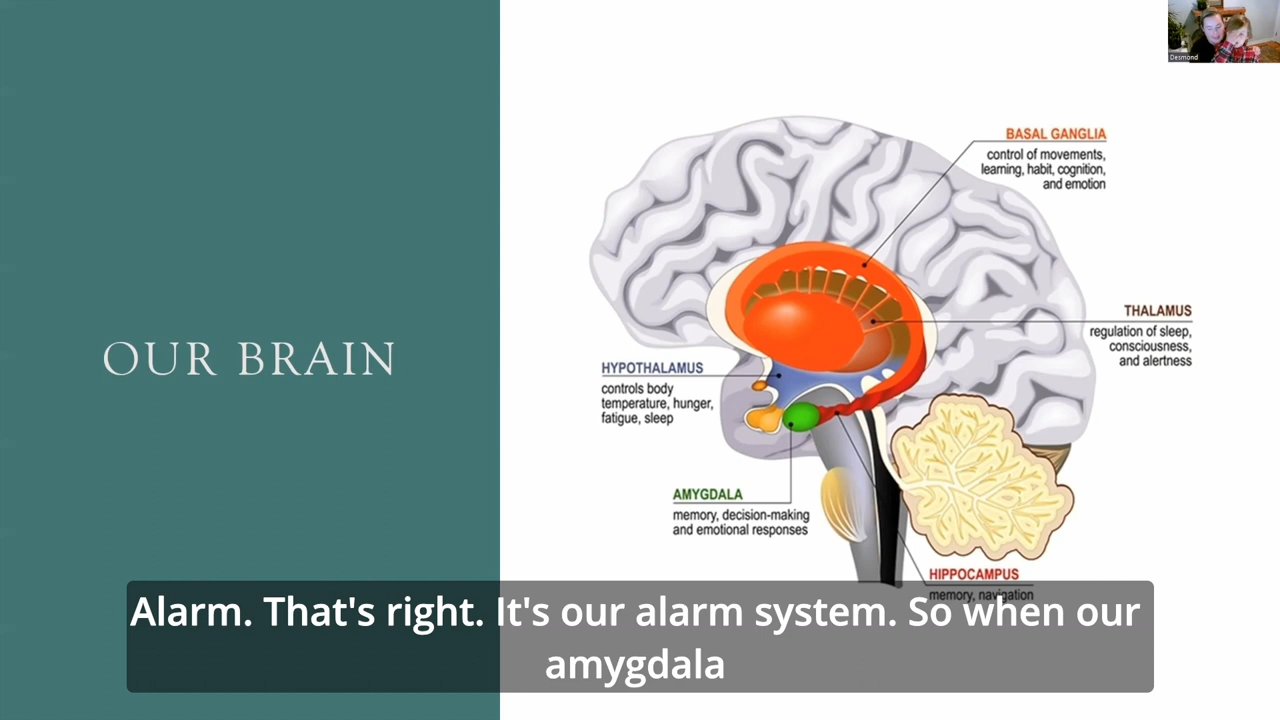 Desmond
OUR BRAIN
BASAL GANGLIA
control of movements,
learning, habit, cognition,
and emotion
THALAMUS
regulation of sleep,
consciousness,
and alertness
HYPOTHALAMUS
controls body
temperature, hunger,
fatigue, sleep
AMYGDALA
memory, decision-making
and emotional responses
HIPPOCAMPUS
memory, navigation
Alarm. That's right. It's our alarm system. So when our
amygdala